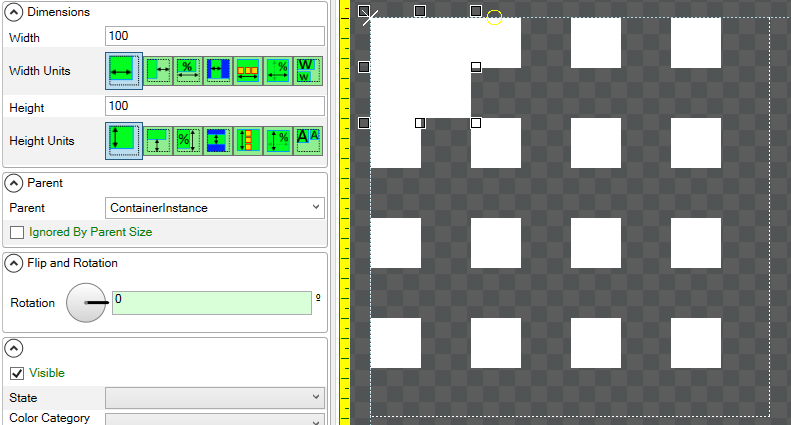 Dimensions
Width 100
Width Units % % W W
Height 100
Height Units % % A A
Parent
Parent ContainerInstance
Ignored By Parent Size
Flip and Rotation
Rotation 0 º
Visible
State
Color Category